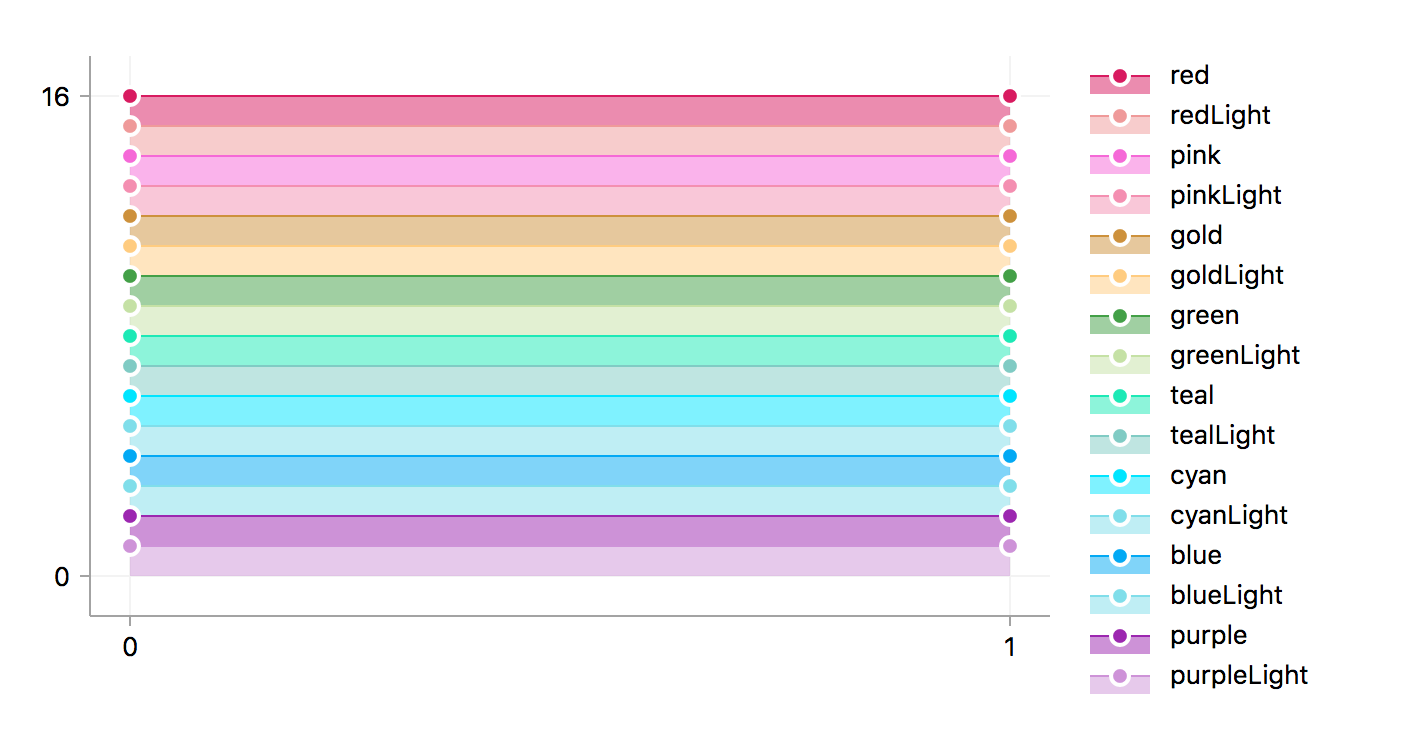 16
0
0
1
red
redLight
pink
pinkLight
gold
goldLight
green
greenLight
teal
tealLight
cyan
cyanLight
blue
blueLight
purple
purpleLight